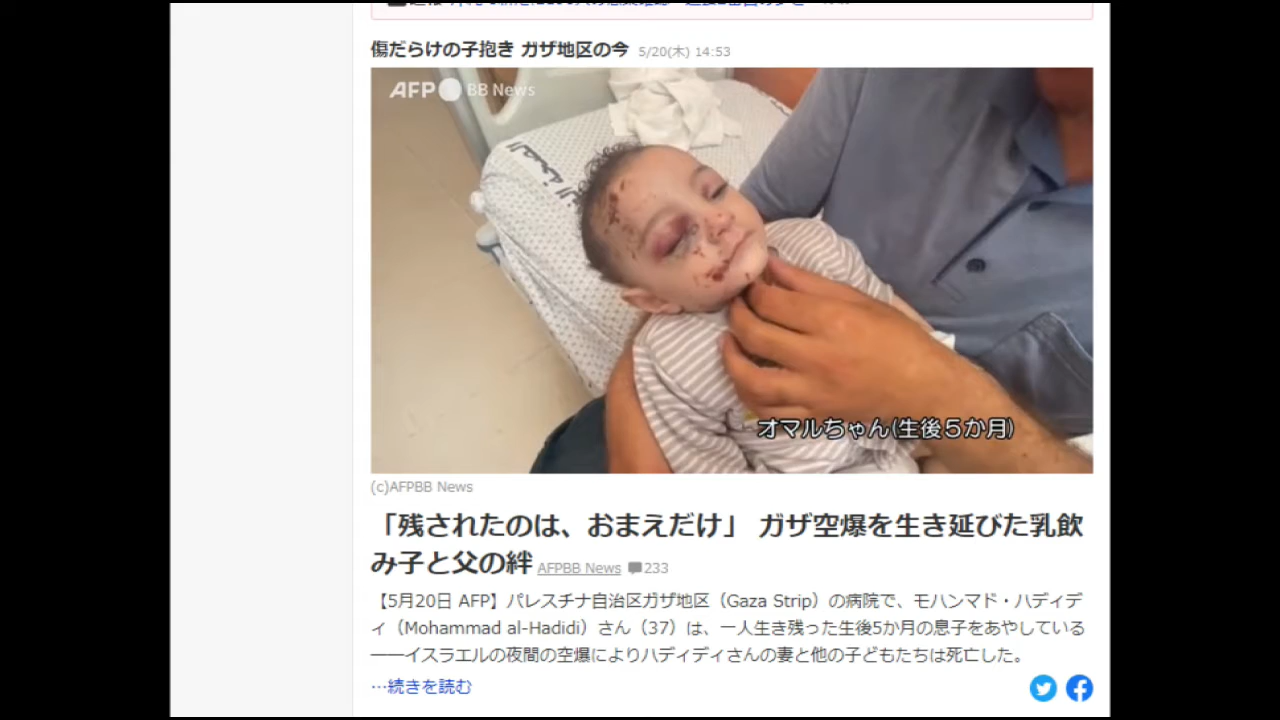 傷だらけの子抱き ガザ地区の今 5/20(木) 14:53
AFP BB News
オマルちゃん(生後５か月)
(c)AFPBB News
「残されたのは、おまえだけ」 ガザ空爆を生き延びた乳飲
み子と父の絆 AFPBB News 233
【5月20日 AFP】パレスチナ自治区ガザ地区（Gaza Strip）の病院で、モハンマド・ハディデ
ィ（Mohammad al-Hadidi）さん（37）は、一人生き残った生後5か月の息子をあやしている
――イスラエルの夜間の空爆によりハディディさんの妻と他の子どもたちは死亡した。
…続きを読む